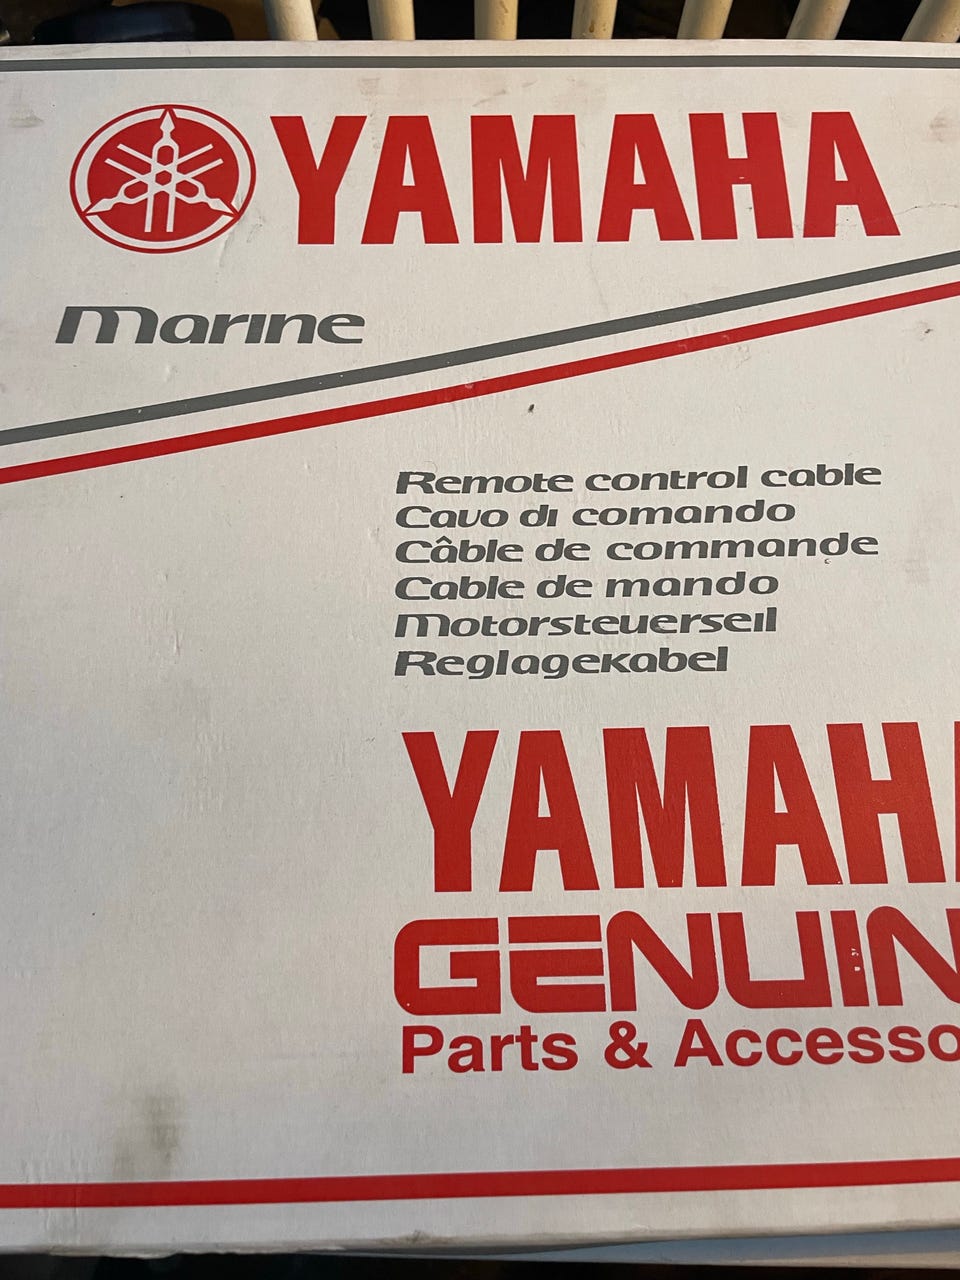 YAMAHA
Marine
Remote control cable
Cavo di comando
Câble de commande
Cable de mando
Motorsteuerseil
Reglagekabel
YAMAH
GENUIN
Parts & Accesso